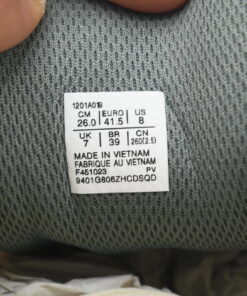 1201A019
CM EURO US
26.0 41.5 8
UK BR CN
7 39 260(2.5)
MADE IN VIETNAM
FABRIQUE AU VIETNAM
F451023 PV
9401G806ZHCDSQD